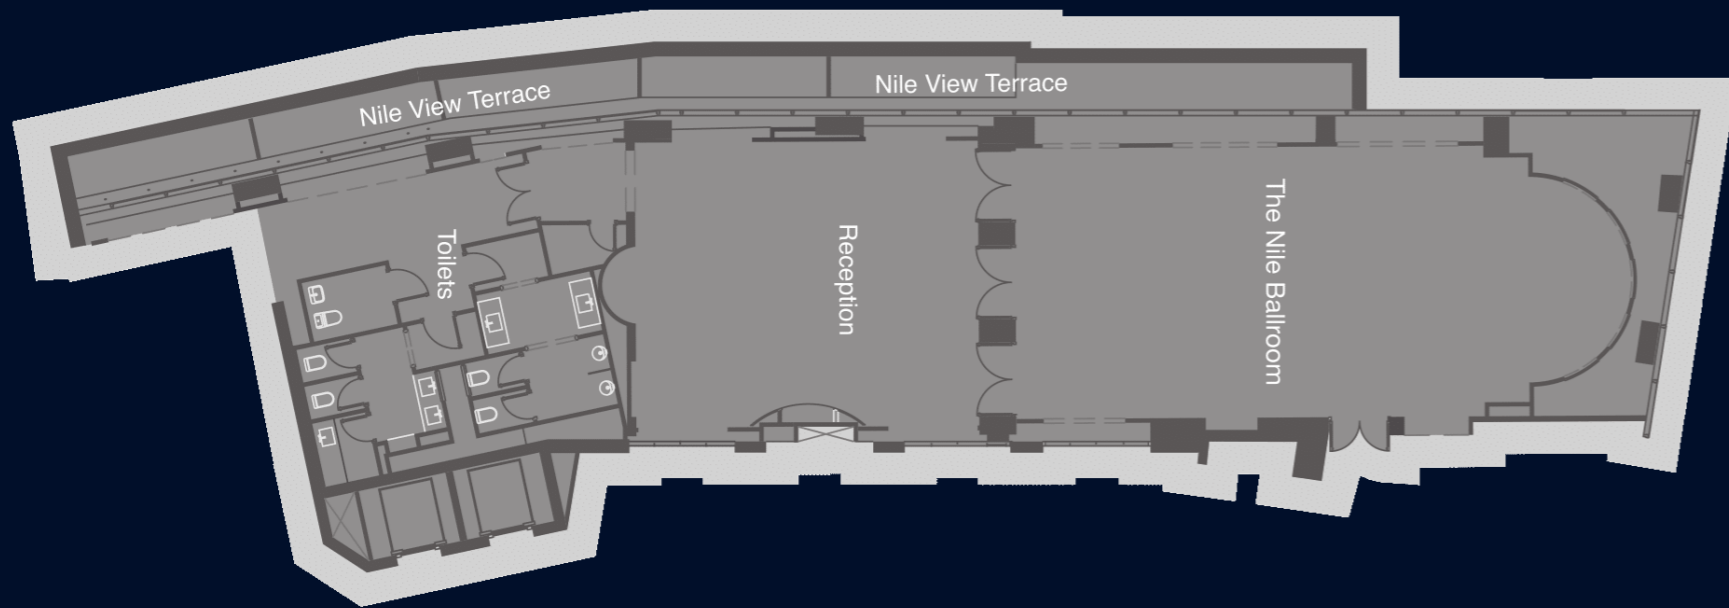 Nile View Terrace
Nile View Terrace
Toilets
Reception
The Nile Ballroom